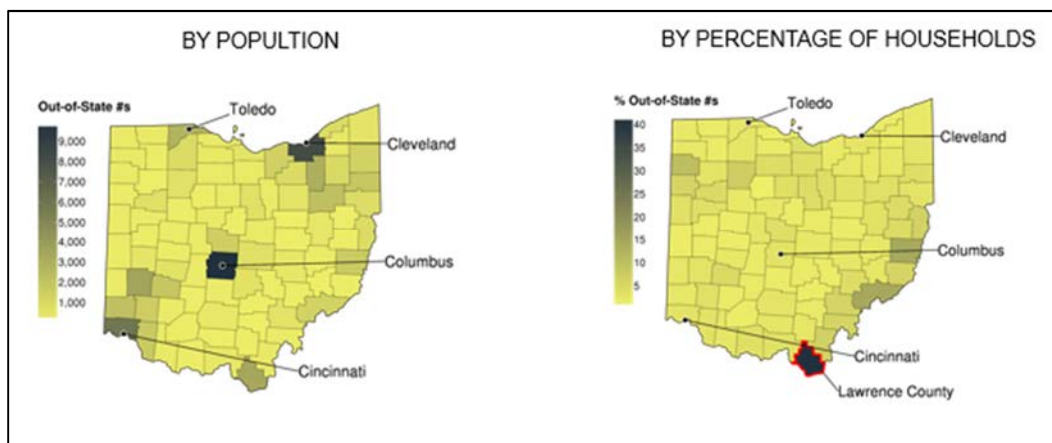 BY POPULTION
Out-of-State #s
9,000
8,000
7,000
6,000
5,000
4,000
3,000
2,000
1,000
Toledo
Cleveland
Columbus
Cincinnati
BY PERCENTAGE OF HOUSEHOLDS
% Out-of-State #s
40
35
30
25
20
15
10
5
Toledo
Cleveland
Columbus
Cincinnati
Lawrence County